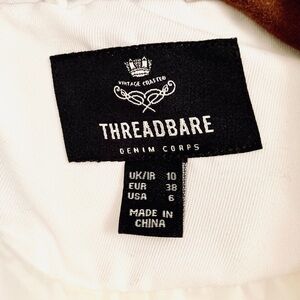 VINTAGE CRAFTED
THREADBARE
DENIM CORPS
UK/IR 10
EUR 38
USA 6
MADE IN
CHINA